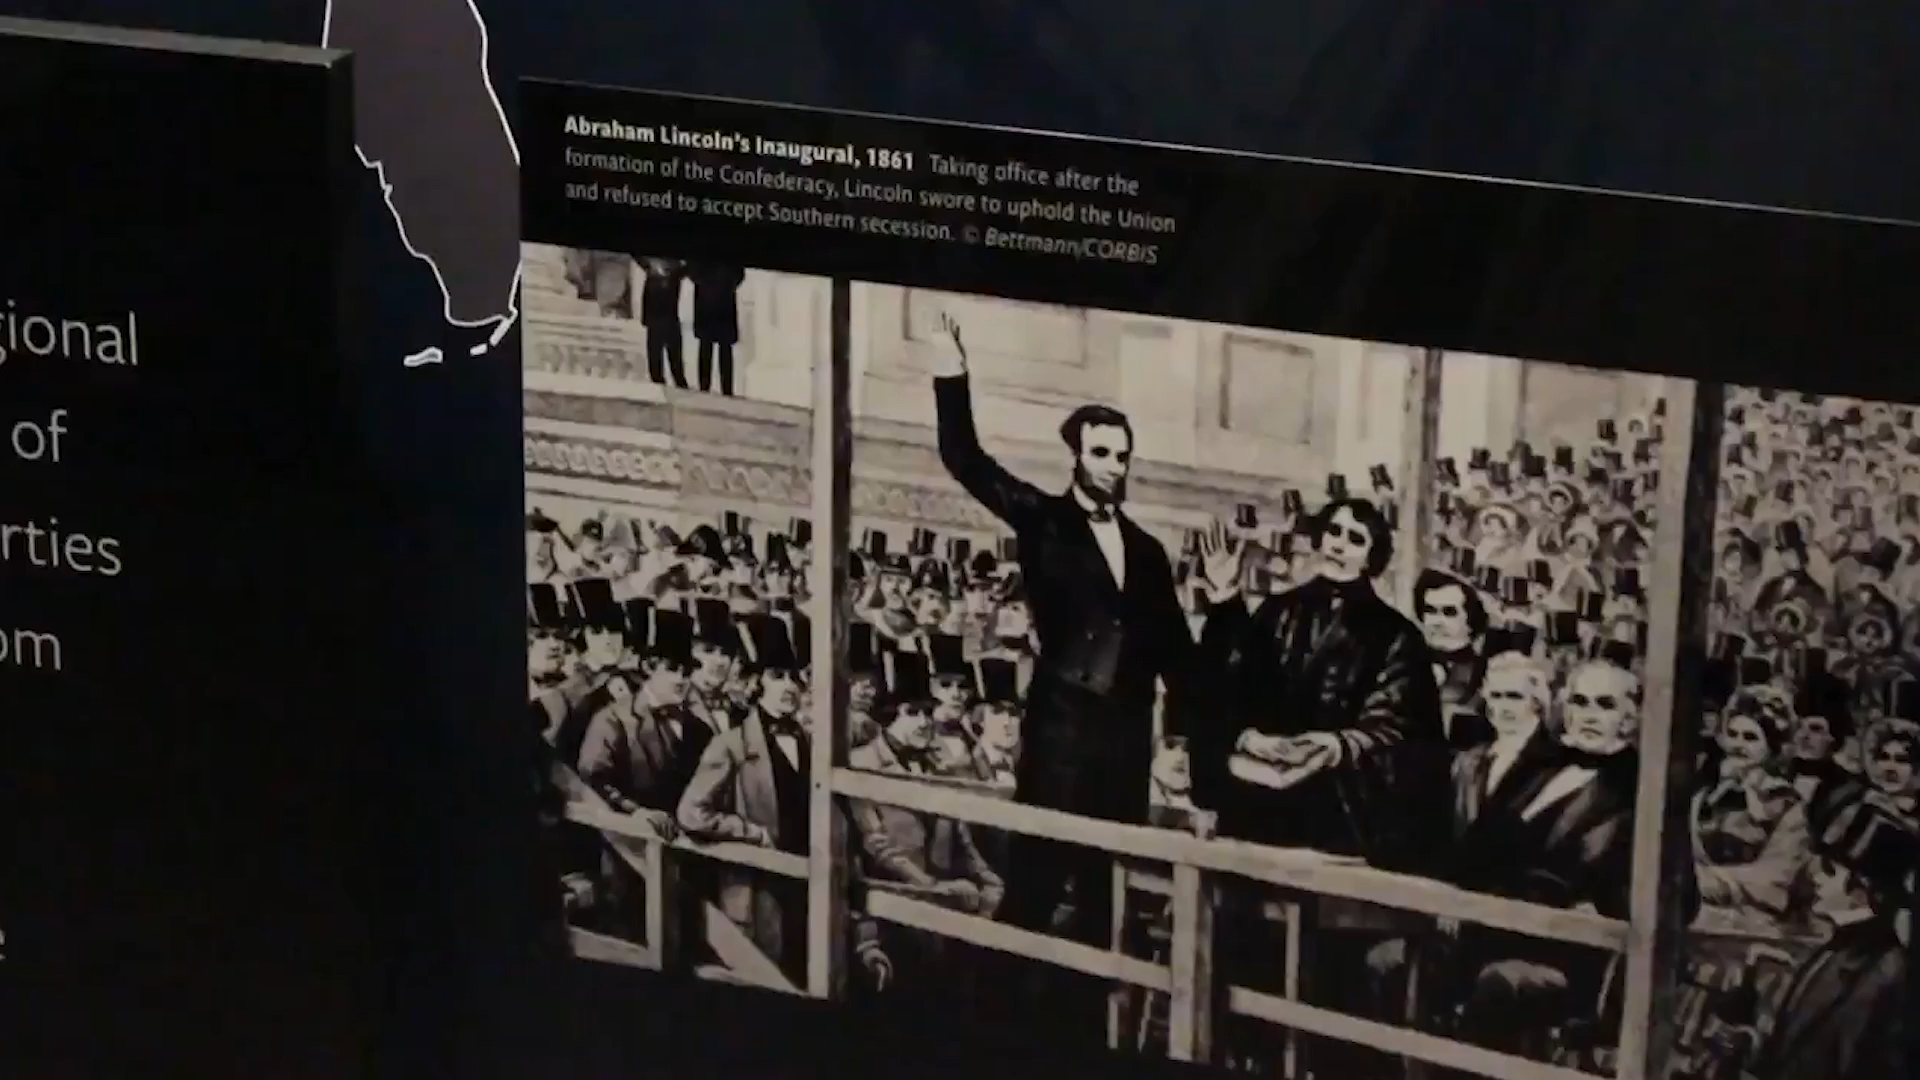 Abraham Lincoln's Inaugural, 1861 Taking office after the
formation of the Confederacy, Lincoln swore to uphold the Union
and refused to accept Southern secession. © Bettmann/CORBIS
gional
of
rties
om
e